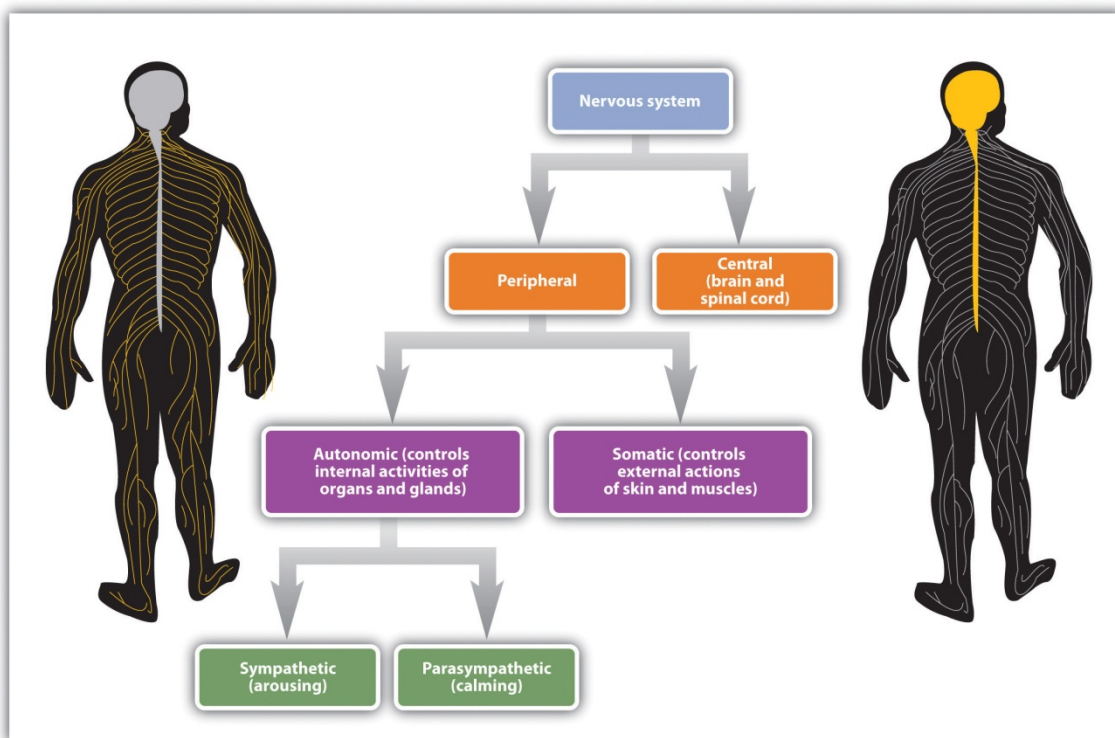 Nervous system
Peripheral
Central
(brain and
spinal cord)
Autonomic (controls
internal activities of
organs and glands)
Somatic (controls
external actions
of skin and muscles)
Sympathetic
(arousing)
Parasympathetic
(calming)